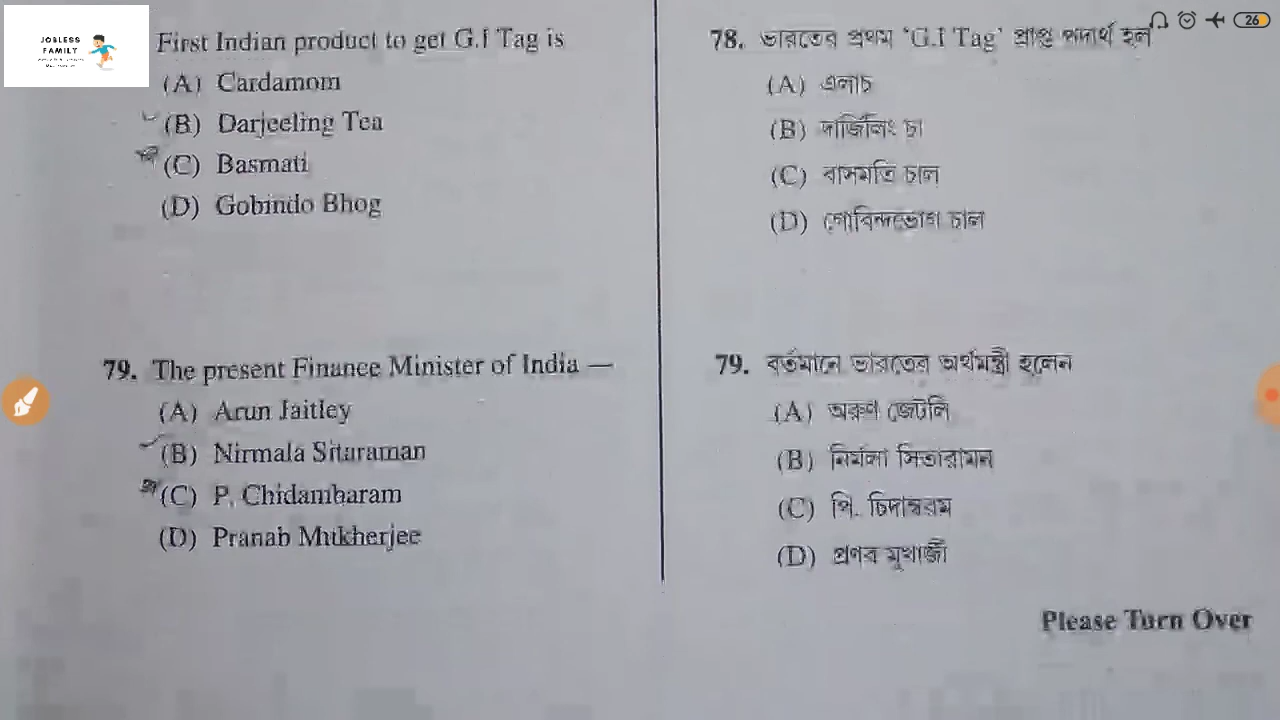 JOBLESS
FAMILY
26
First Indian product to get G.I Tag is
(A) Cardamom
(B) Darjeeling Tea
(C) Basmati
(D) Gobindo Bhog
79. The present Finance Minister of India —
(A) Arun Jaitley
(B) Nirmala Sitaraman
(C) P. Chidambaram
(D) Pranab Mukherjee
78. ভারতের প্রথম ‘G.I Tag’ প্রাপ্ত পদার্থ হল
(A) এলাচ
(B) দার্জিলিং চা
(C) বাসমতি চাল
(D) গোবিন্দভোগ চাল
79. বর্তমানে ভারতের অর্থমন্ত্রী হলেন
(A) অরুণ জেটলি
(B) নির্মলা সিতারামন
(C) পি. চিদাম্বরম
(D) প্রণব মুখার্জী
Please Turn Over